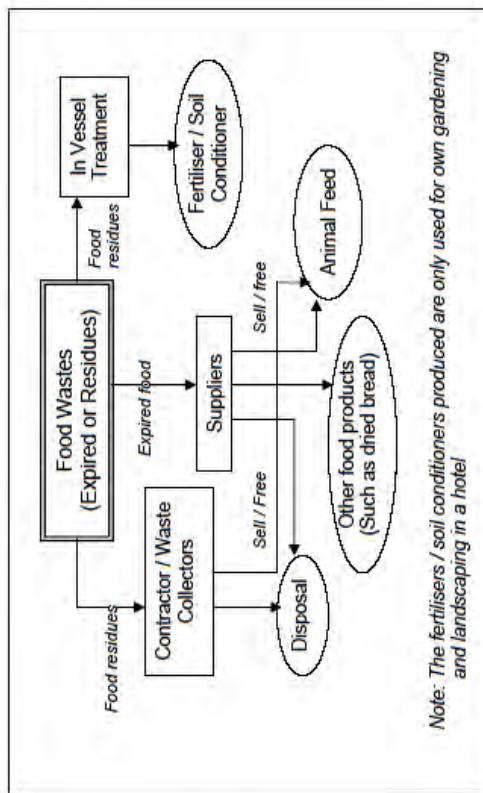 Food Wastes
(Expired or Residues)
Food residues
Expired food
Food
residues
Contractor / Waste
Collectors
Suppliers
In Vessel
Treatment
Sell / Free
Sell / free
Disposal
Other food products
(Such as dried bread)
Animal Feed
Fertiliser / Soil
Conditioner
Note: The fertilisers / soil conditioners produced are only used for own gardening
and landscaping in a hotel